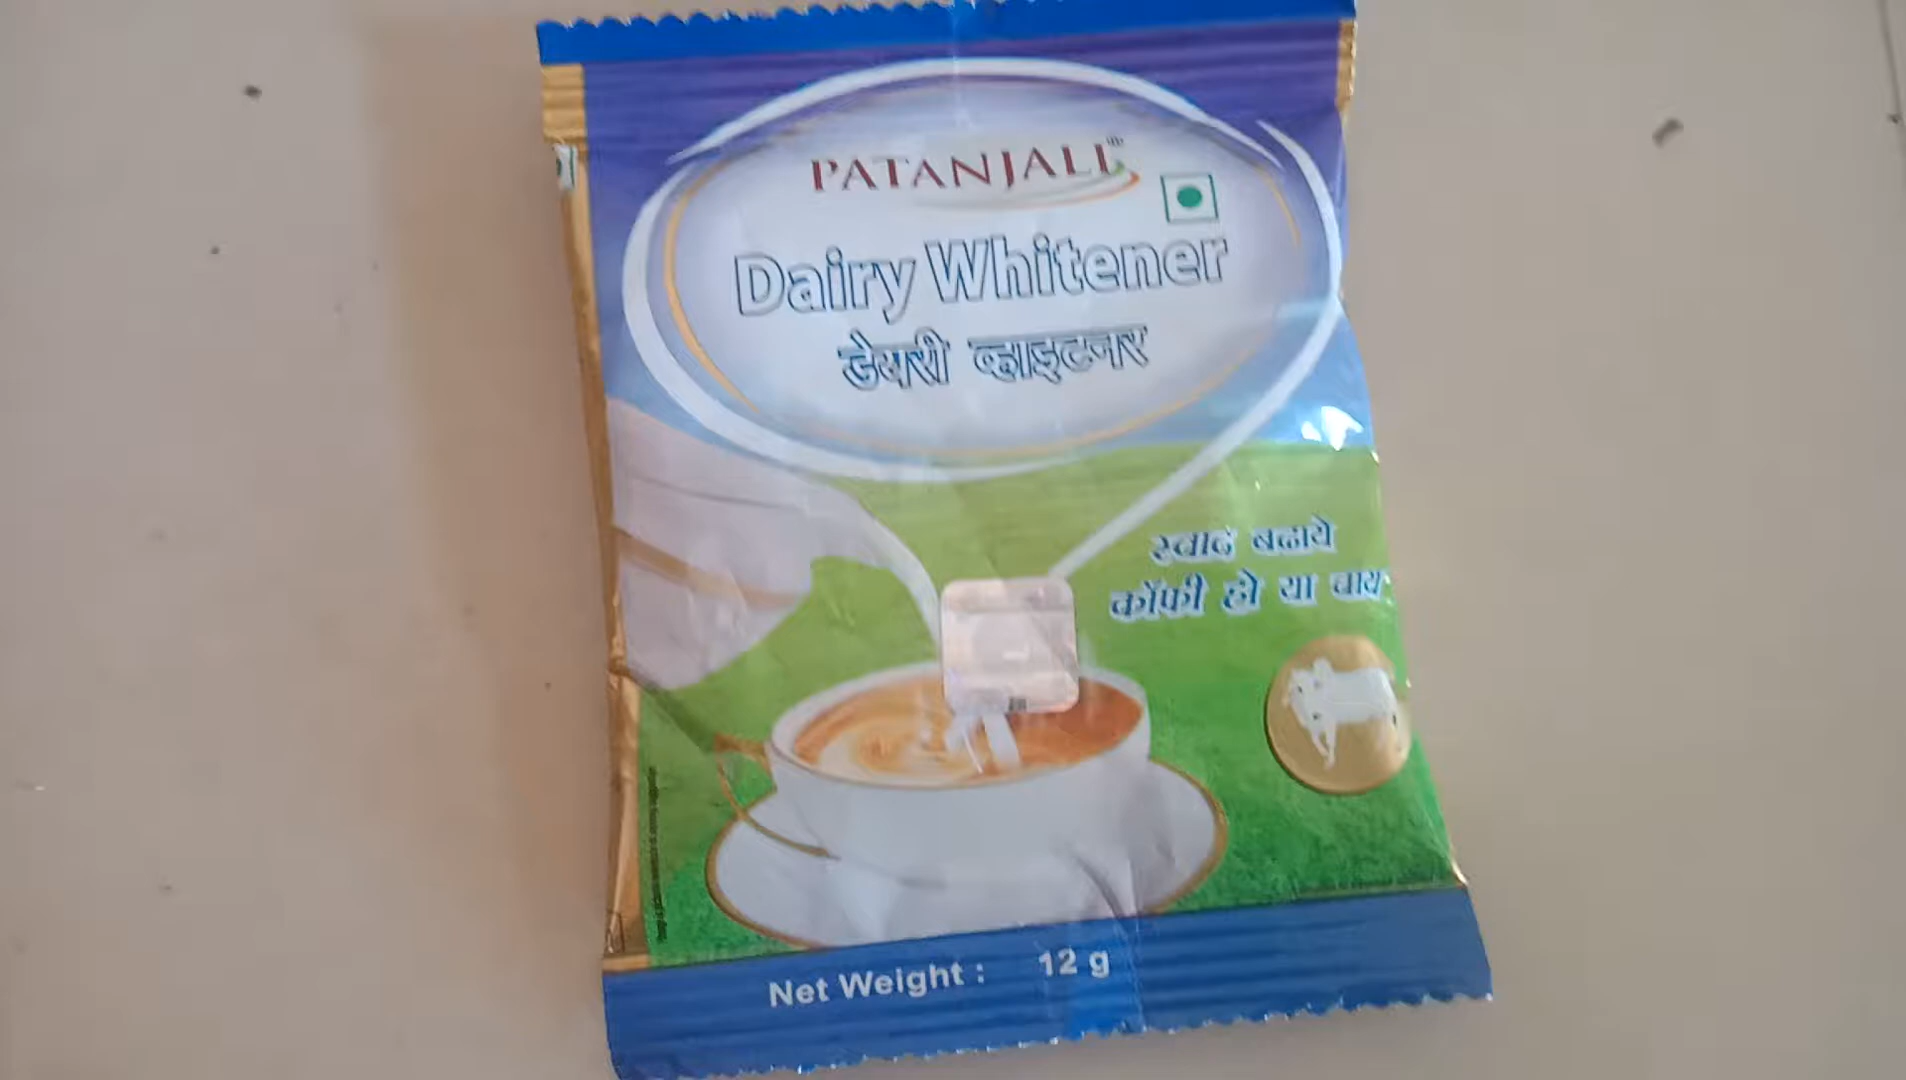 PATANJALI
Dairy Whitener
डेयरी व्हाइटनर
स्वाद बढाये
कॉफी हो या चाय
Net Weight : 12 g